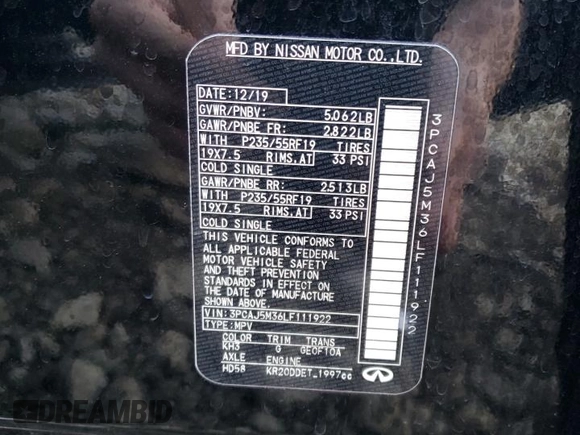 MFD BY NISSAN MOTOR CO.,LTD.
DATE:12/19
GVWR/PNBV: 5,062LB
GAWR/PNBE FR: 2,822LB
WITH P235/55RF19 TIRES
19X7.5 RIMS.AT 33 PSI
COLD SINGLE
GAWR/PNBE RR: 2,513LB
WITH P235/55RF19 TIRES
19X7.5 RIMS.AT 33 PSI
COLD SINGLE
THIS VEHICLE CONFORMS TO
ALL APPLICABLE FEDERAL
MOTOR VEHICLE SAFETY
AND THEFT PREVENTION
STANDARDS IN EFFECT ON
THE DATE OF MANUFACTURE
SHOWN ABOVE.
VIN:3PCAJ5M36LF111922
TYPE:MPV
COLOR TRIM TRANS
KH3 G GEOF10A
AXLE ENGINE
HD58 KR20DDET_1997cc
3PCAJ5M36LF111922
DREAMBID